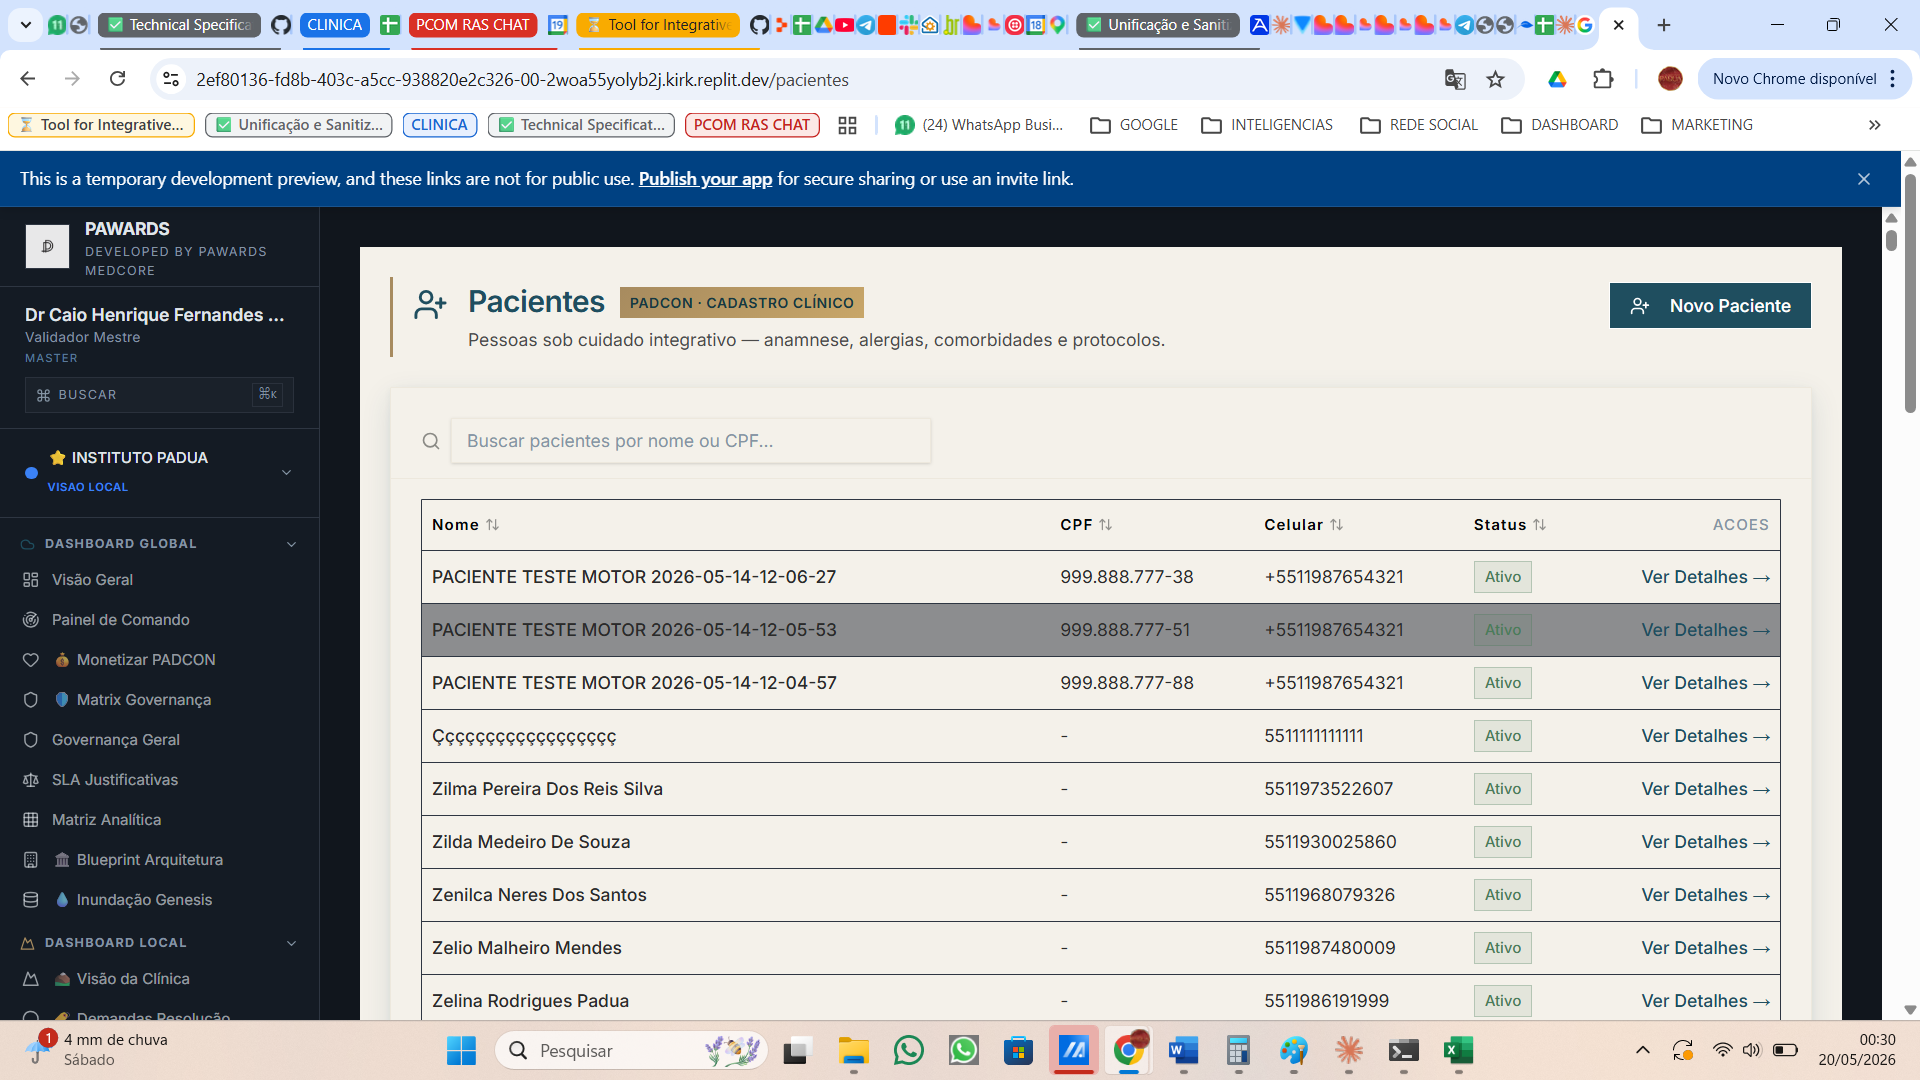 Technical Specifica
CLINICA
PCOM RAS CHAT
Tool for Integrative
Unificação e Saniti
2ef80136-fd8b-403c-a5cc-938820e2c326-00-2woa55yolyb2j.kirk.replit.dev/pacientes
Novo Chrome disponível
Tool for Integrative...
Unificação e Sanitiz...
CLINICA
Technical Specificat...
PCOM RAS CHAT
(24) WhatsApp Busi...
GOOGLE
INTELIGENCIAS
REDE SOCIAL
DASHBOARD
MARKETING
»
This is a temporary development preview, and these links are not for public use. Publish your app for secure sharing or use an invite link.
PAWARDS
DEVELOPED BY PAWARDS
MEDCORE
Dr Caio Henrique Fernandes ...
Validador Mestre
MASTER
⌘ BUSCAR ⌘K
⭐ INSTITUTO PADUA
VISAO LOCAL
DASHBOARD GLOBAL
Visão Geral
Painel de Comando
Monetizar PADCON
Matrix Governança
Governança Geral
SLA Justificativas
Matriz Analítica
Blueprint Arquitetura
Inundação Genesis
DASHBOARD LOCAL
Visão da Clínica
Demandas Resolução
Pacientes
PADCON · CADASTRO CLÍNICO
Pessoas sob cuidado integrativo — anamnese, alergias, comorbidades e protocolos.
Novo Paciente
Buscar pacientes por nome ou CPF...
Nome CPF Celular Status ACOES
PACIENTE TESTE MOTOR 2026-05-14-12-06-27 999.888.777-38 +5511987654321 Ativo Ver Detalhes →
PACIENTE TESTE MOTOR 2026-05-14-12-05-53 999.888.777-51 +5511987654321 Ativo Ver Detalhes →
PACIENTE TESTE MOTOR 2026-05-14-12-04-57 999.888.777-88 +5511987654321 Ativo Ver Detalhes →
Çççççççççççççççççç - 5511111111111 Ativo Ver Detalhes →
Zilma Pereira Dos Reis Silva - 5511973522607 Ativo Ver Detalhes →
Zilda Medeiro De Souza - 5511930025860 Ativo Ver Detalhes →
Zenilca Neres Dos Santos - 5511968079326 Ativo Ver Detalhes →
Zelio Malheiro Mendes - 5511987480009 Ativo Ver Detalhes →
Zelina Rodrigues Padua - 5511986191999 Ativo Ver Detalhes →
1
4 mm de chuva
Sábado
Pesquisar
00:30
20/05/2026